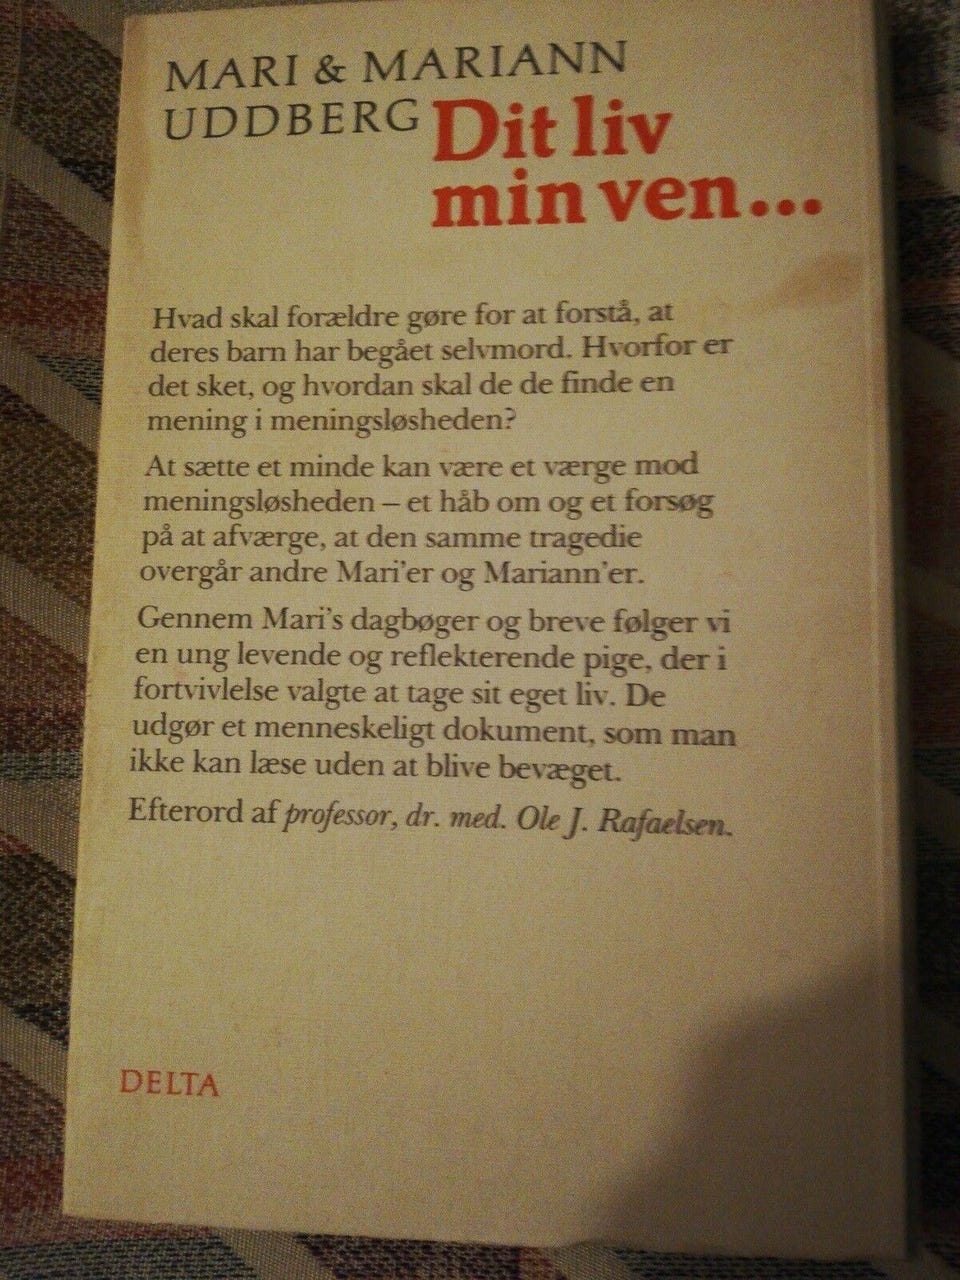 MARI & MARIANN
UDDBERG
Dit liv
min ven...
Hvad skal forældre gøre for at forstå, at
deres barn har begået selvmord. Hvorfor er
det sket, og hvordan skal de de finde en
mening i meningsløsheden?
At sætte et minde kan være et værge mod
meningsløsheden – et håb om og et forsøg
på at afværge, at den samme tragedie
overgår andre Mari'er og Mariann'er.
Gennem Mari's dagbøger og breve følger vi
en ung levende og reflekterende pige, der i
fortvivlelse valgte at tage sit eget liv. De
udgør et menneskeligt dokument, som man
ikke kan læse uden at blive bevæget.
Efterord af professor, dr. med. Ole J. Rafaelsen.
DELTA